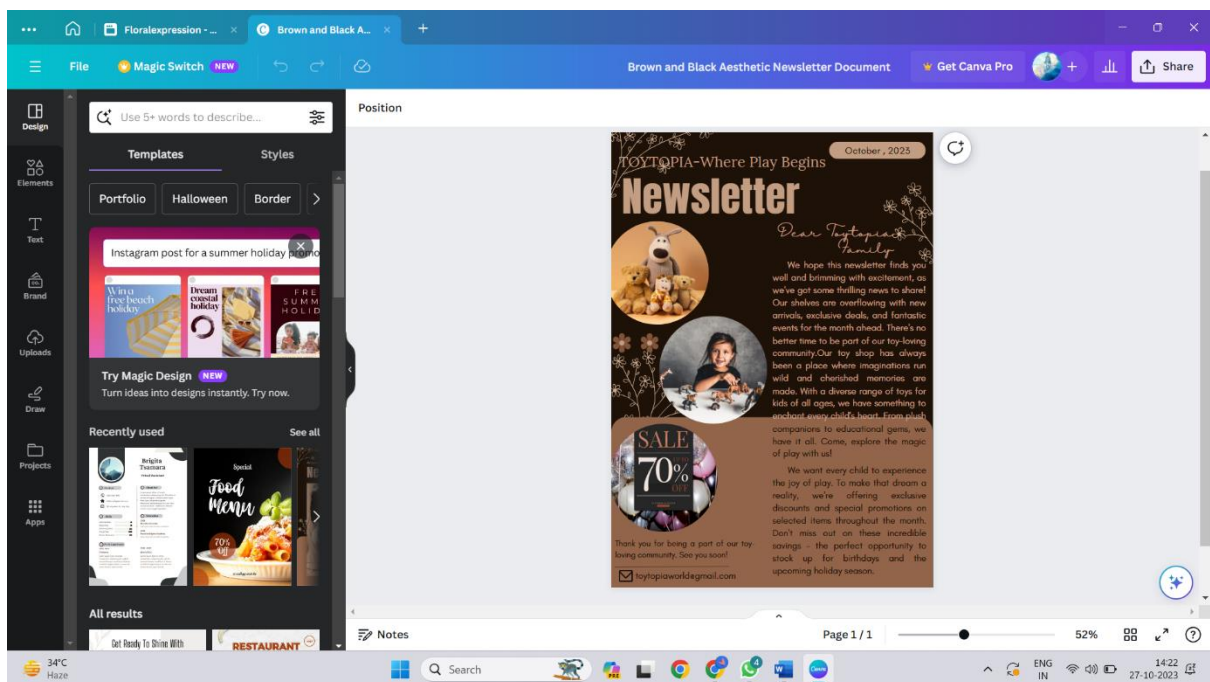 Floralexpression - ...
Brown and Black A...
File
Magic Switch NEW
Brown and Black Aesthetic Newsletter Document
Get Canva Pro
Share
Design
Elements
Text
Brand
Uploads
Draw
Projects
Apps
Use 5+ words to describe...
Templates
Styles
Portfolio
Halloween
Border
Instagram post for a summer holiday promo
Win a
free beach
holiday
Dream
coastal
holiday
FRE
SUMM
HOLID
Try Magic Design NEW
Turn ideas into designs instantly. Try now.
Recently used
See all
Brigita
Tsamara
Special
Food
Menu
70%
All results
Get Ready To Shine With
RESTAURANT
Position
October , 2023
TOYTOPIA-Where Play Begins
Newsletter
Dear Toytopia
Family
We hope this newsletter finds you
well and brimming with excitement, as
we've got some thrilling news to share!
Our shelves are overflowing with new
arrivals, exclusive deals, and fantastic
events for the month ahead. There's no
better time to be part of our toy-loving
community.Our toy shop has always
been a place where imaginations run
wild and cherished memories are
made. With a diverse range of toys for
kids of all ages, we have something to
enchant every child's heart. From plush
companions to educational gems, we
have it all. Come, explore the magic
of play with us!
We want every child to experience
the joy of play. To make that dream a
reality, we're offering exclusive
discounts and special promotions on
selected items throughout the month.
Don't miss out on these incredible
savings - the perfect opportunity to
stock up for birthdays and the
upcoming holiday season.
SALE
UP TO
70%
OFF
Thank you for being a part of our toy-
loving community. See you soon!
toytopiaworld@gmail.com
Notes
Page 1 / 1
52%
34°C
Haze
Search
ENG
IN
14:22
27-10-2023